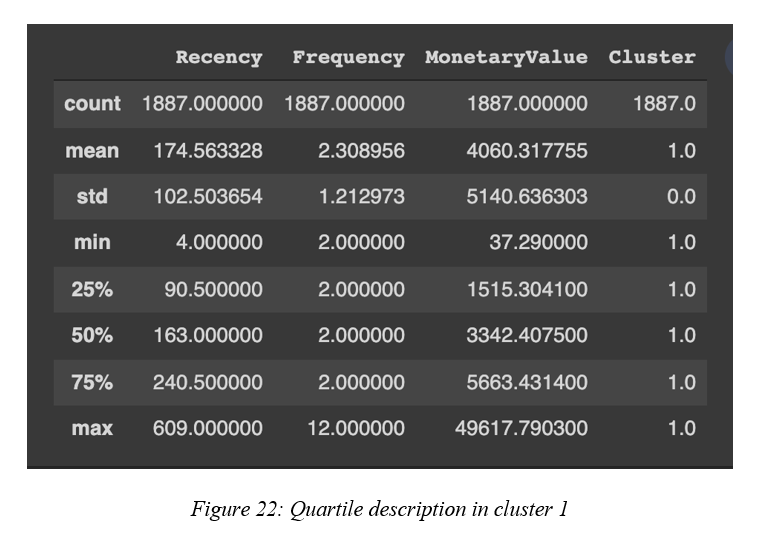 Recency Frequency MonetaryValue Cluster
count 1887.000000 1887.000000 1887.000000 1887.0
mean 174.563328 2.308956 4060.317755 1.0
std 102.503654 1.212973 5140.636303 0.0
min 4.000000 2.000000 37.290000 1.0
25% 90.500000 2.000000 1515.304100 1.0
50% 163.000000 2.000000 3342.407500 1.0
75% 240.500000 2.000000 5663.431400 1.0
max 609.000000 12.000000 49617.790300 1.0
Figure 22: Quartile description in cluster 1